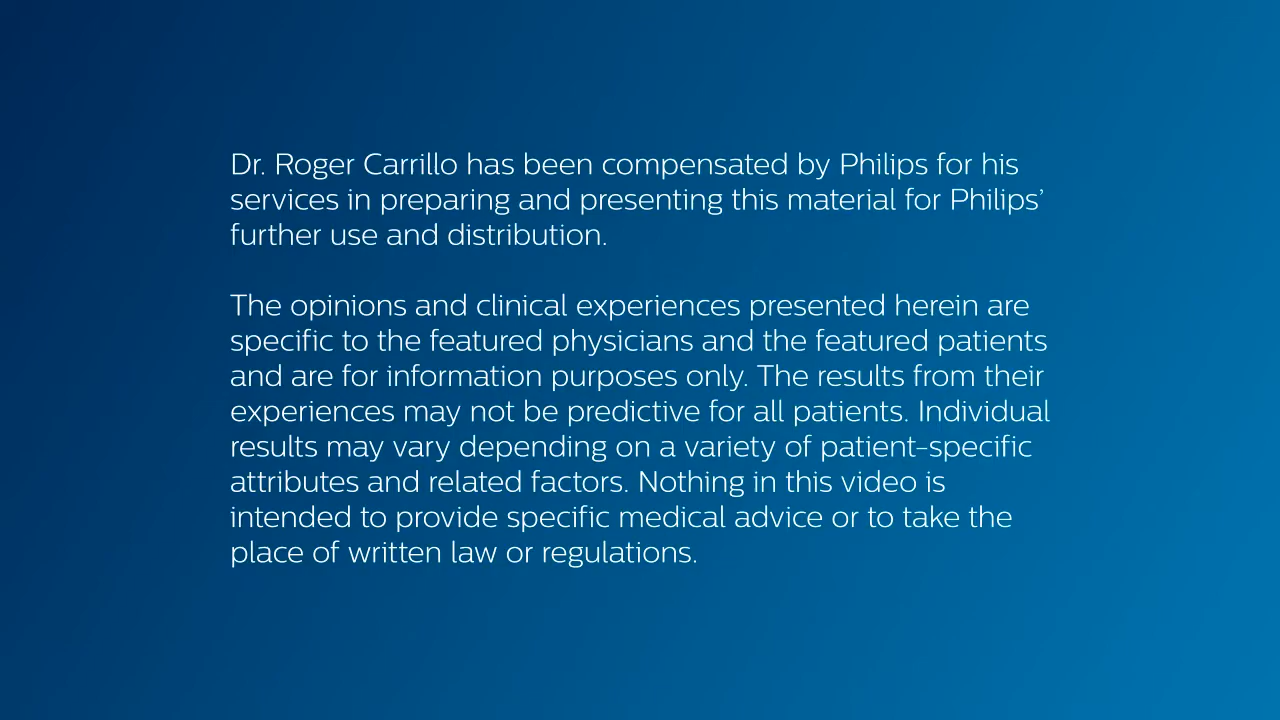 Dr. Roger Carrillo has been compensated by Philips for his
services in preparing and presenting this material for Philips’
further use and distribution.
The opinions and clinical experiences presented herein are
specific to the featured physicians and the featured patients
and are for information purposes only. The results from their
experiences may not be predictive for all patients. Individual
results may vary depending on a variety of patient-specific
attributes and related factors. Nothing in this video is
intended to provide specific medical advice or to take the
place of written law or regulations.